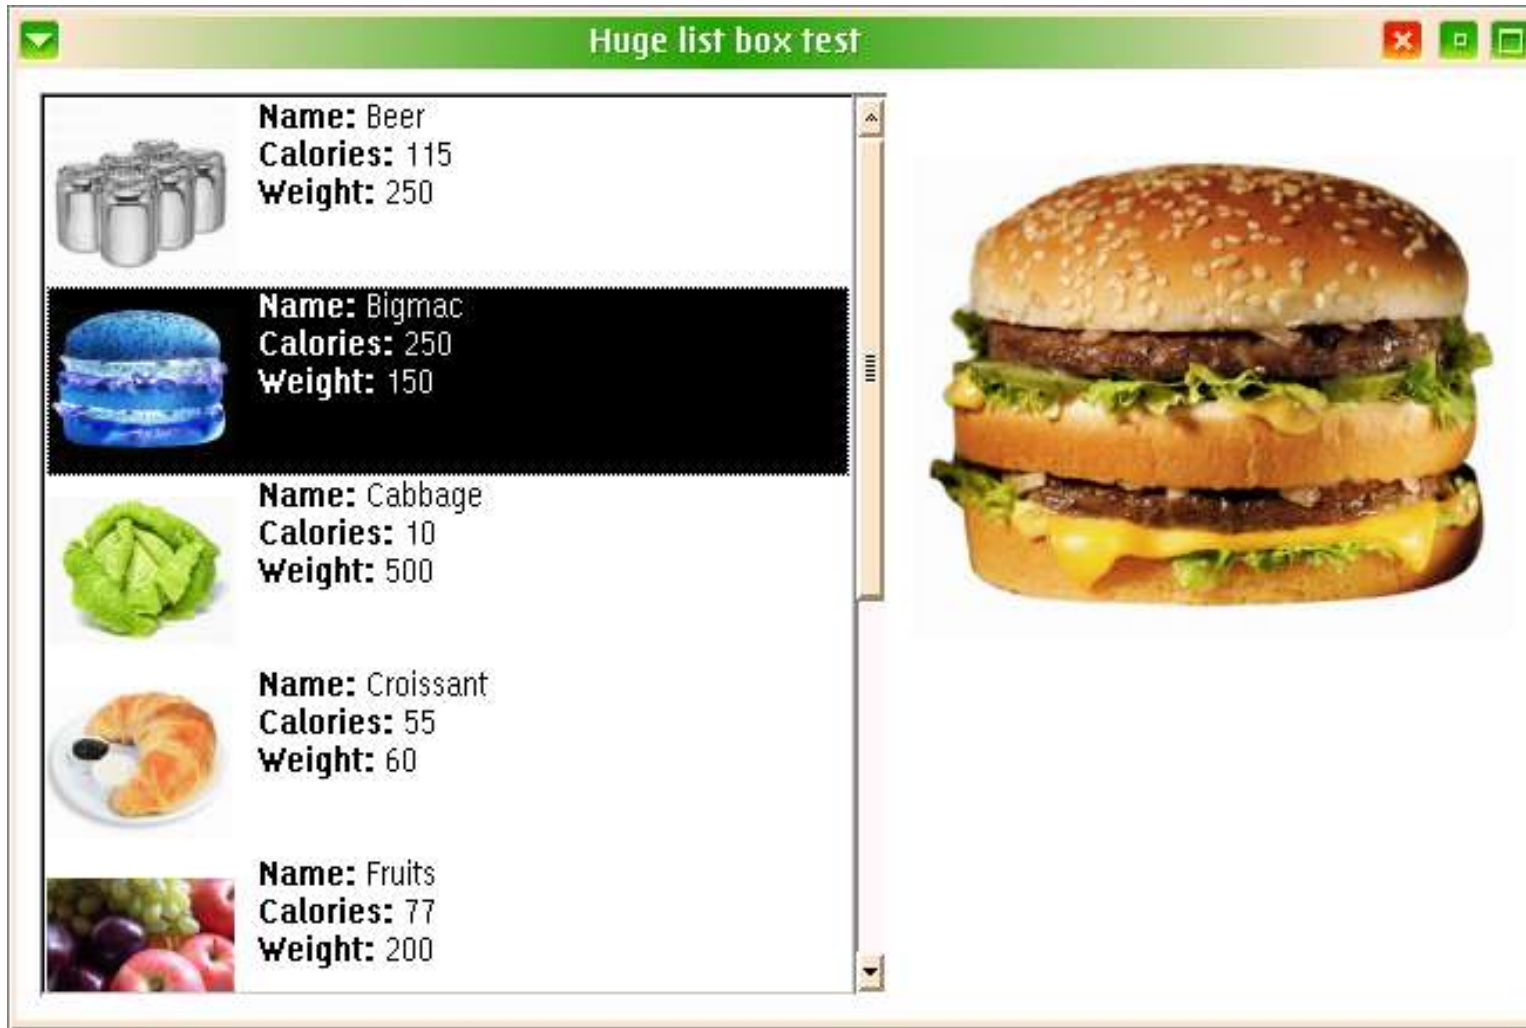 Huge list box test
Name: Beer
Calories: 115
Weight: 250
Name: Bigmac
Calories: 250
Weight: 150
Name: Cabbage
Calories: 10
Weight: 500
Name: Croissant
Calories: 55
Weight: 60
Name: Fruits
Calories: 77
Weight: 200